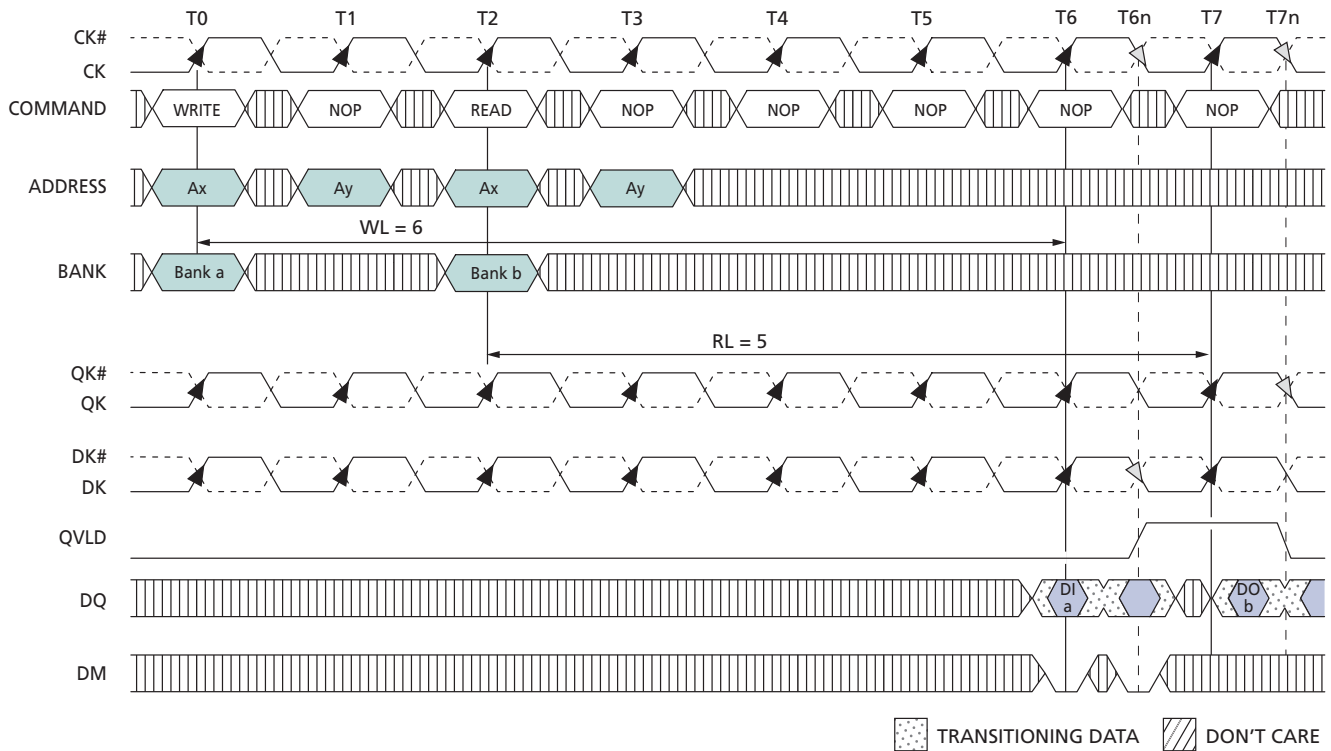 T0 T1 T2 T3 T4 T5 T6 T6n T7 T7n
CK#
CK
COMMAND WRITE NOP READ NOP NOP NOP NOP NOP
ADDRESS Ax Ay Ax Ay
WL = 6
BANK Bank a Bank b
RL = 5
QK#
QK
DK#
DK
QVLD
DQ DI a DO b
DM
TRANSITIONING DATA DON'T CARE